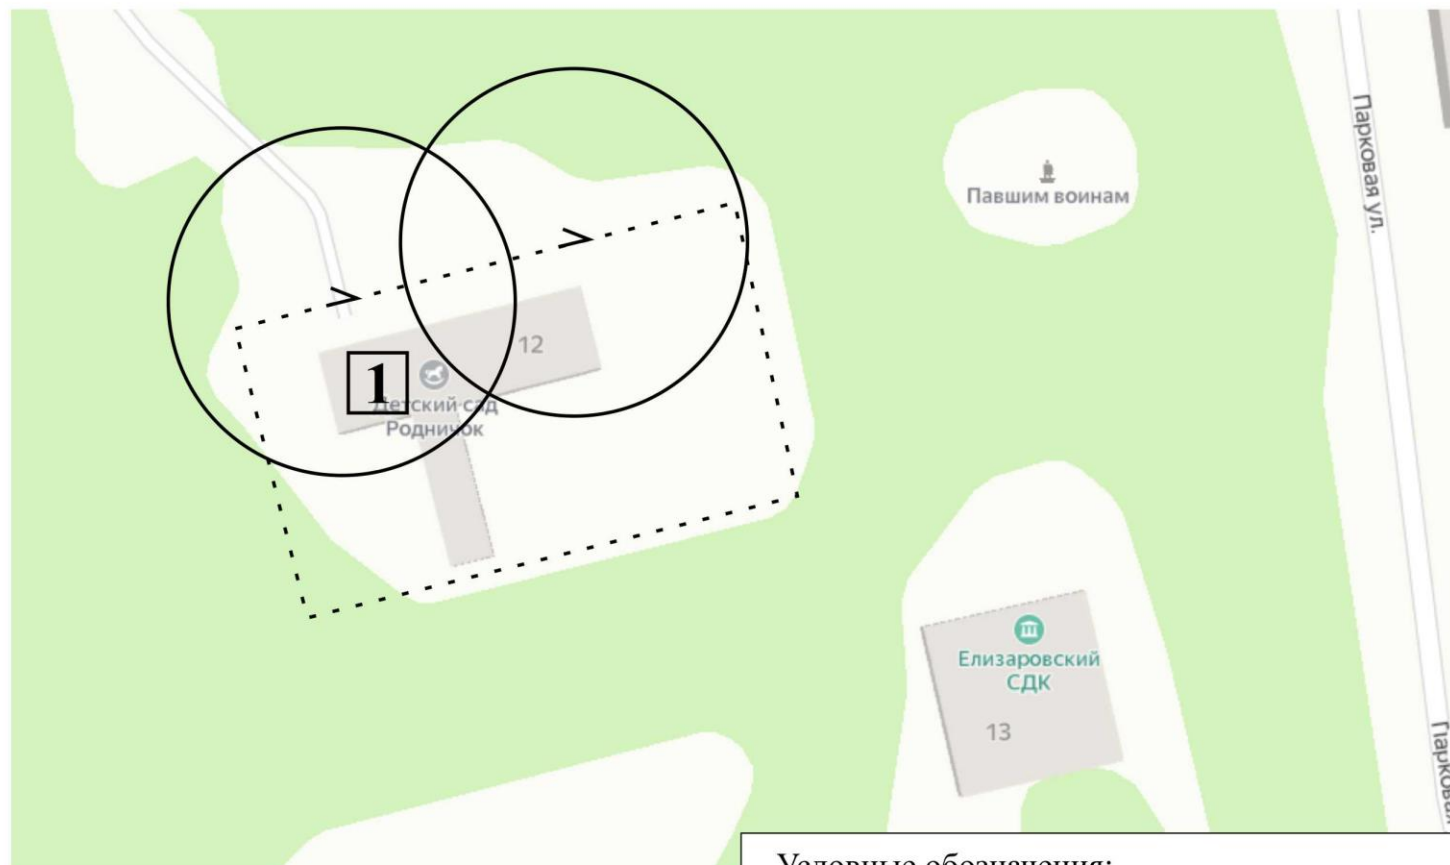 Парковая ул.
Павшим воинам
12
1
Детский сад
Родничок
Елизаровский
СДК
13
Парковая
Условные обозначения: